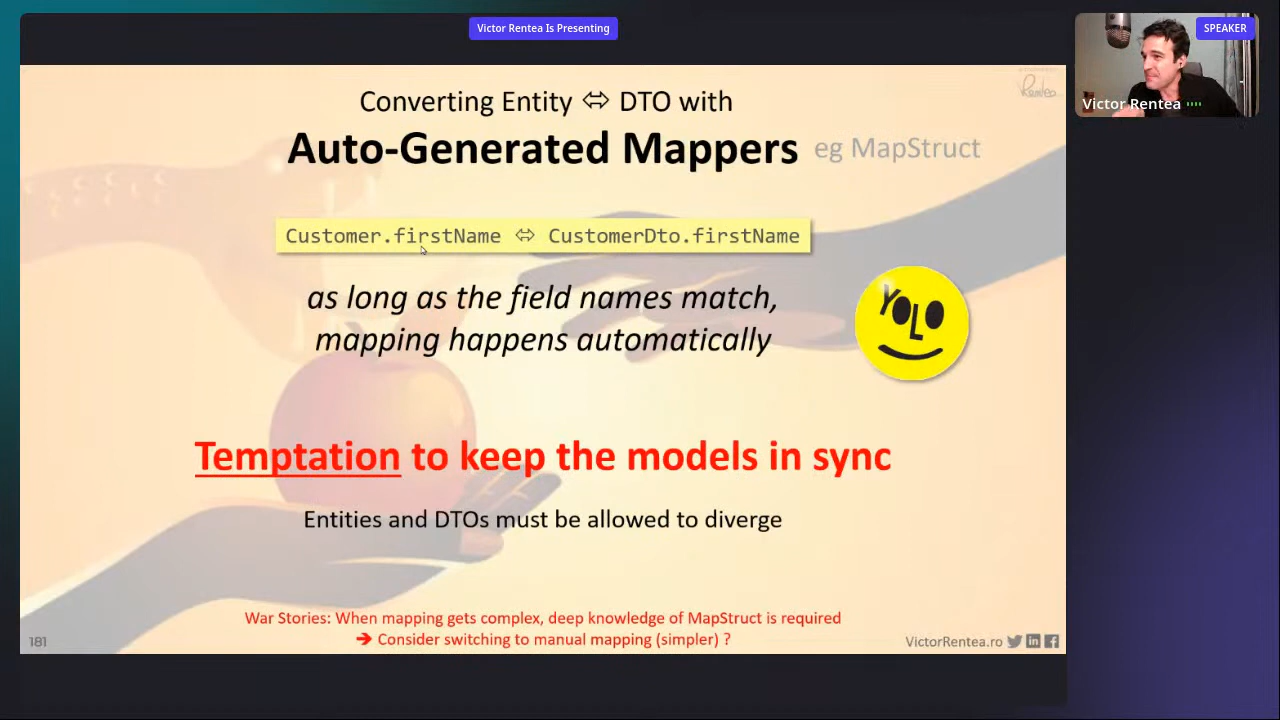 Victor Rentea Is Presenting
SPEAKER
Victor Rentea
Rentea
Converting Entity ⇔ DTO with
Auto-Generated Mappers eg MapStruct
Customer.firstName ⇔ CustomerDto.firstName
as long as the field names match,
mapping happens automatically
YOLO
Temptation to keep the models in sync
Entities and DTOs must be allowed to diverge
War Stories: When mapping gets complex, deep knowledge of MapStruct is required
➔ Consider switching to manual mapping (simpler) ?
181
VictorRentea.ro